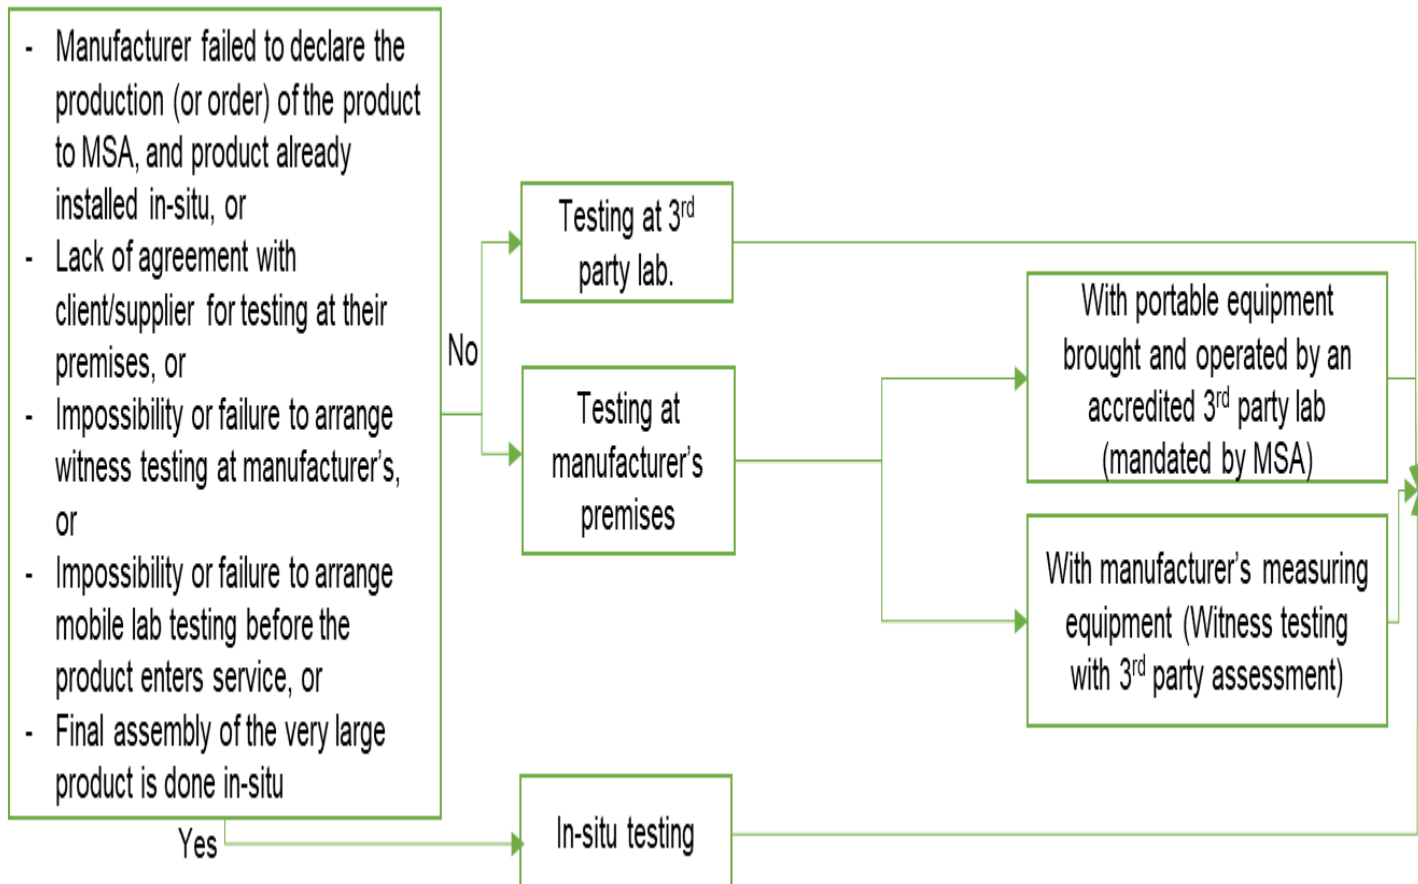 - Manufacturer failed to declare the
production (or order) of the product
to MSA, and product already
installed in-situ, or
- Lack of agreement with
client/supplier for testing at their
premises, or
- Impossibility or failure to arrange
witness testing at manufacturer's,
or
- Impossibility or failure to arrange
mobile lab testing before the
product enters service, or
- Final assembly of the very large
product is done in-situ
No
Yes
Testing at 3rd
party lab.
Testing at
manufacturer's
premises
In-situ testing
With portable equipment
brought and operated by an
accredited 3rd party lab
(mandated by MSA)
With manufacturer's measuring
equipment (Witness testing
with 3rd party assessment)